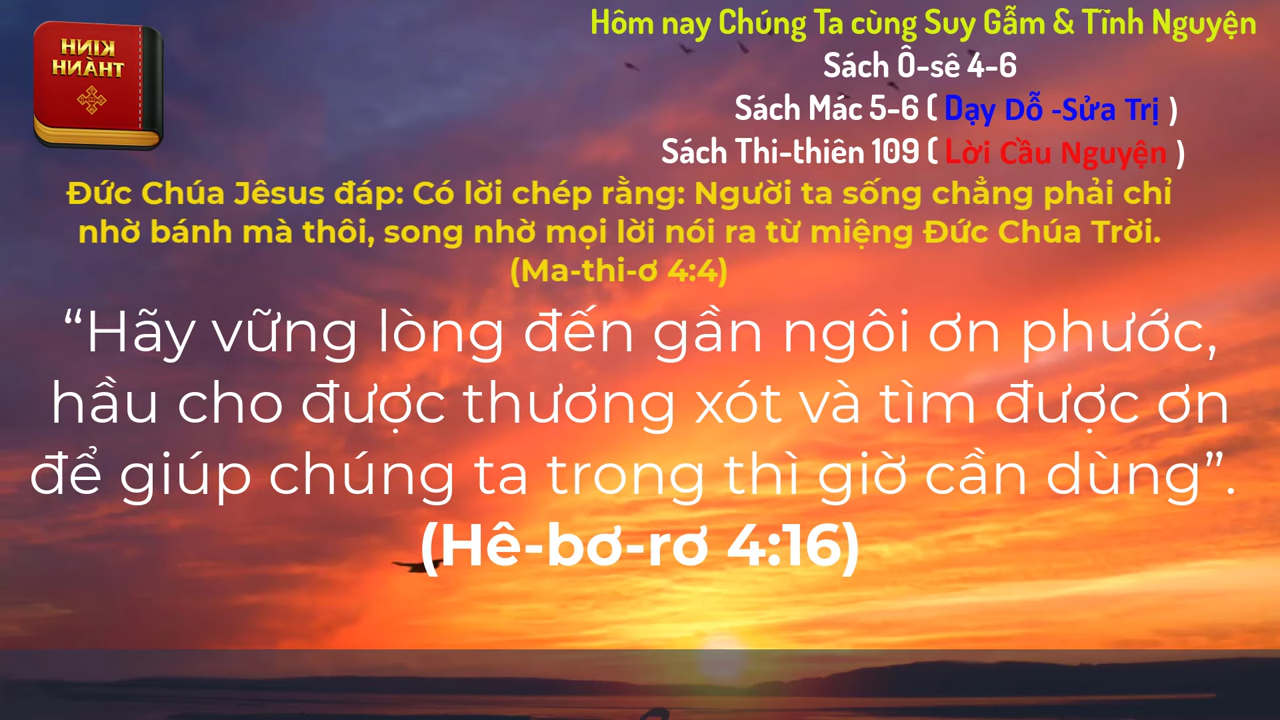 KINH
THÀNH
Hôm nay Chúng Ta cùng Suy Gẫm & Tĩnh Nguyện
Sách Ô-sê 4-6
Sách Mác 5-6 ( Dạy Dỗ -Sửa Trị )
Sách Thi-thiên 109 ( Lời Cầu Nguyện )
Đức Chúa Jêsus đáp: Có lời chép rằng: Người ta sống chẳng phải chỉ
nhờ bánh mà thôi, song nhờ mọi lời nói ra từ miệng Đức Chúa Trời.
(Ma-thi-ơ 4:4)
“Hãy vững lòng đến gần ngôi ơn phước,
hầu cho được thương xót và tìm được ơn
để giúp chúng ta trong thì giờ cần dùng”.
(Hê-bơ-rơ 4:16)